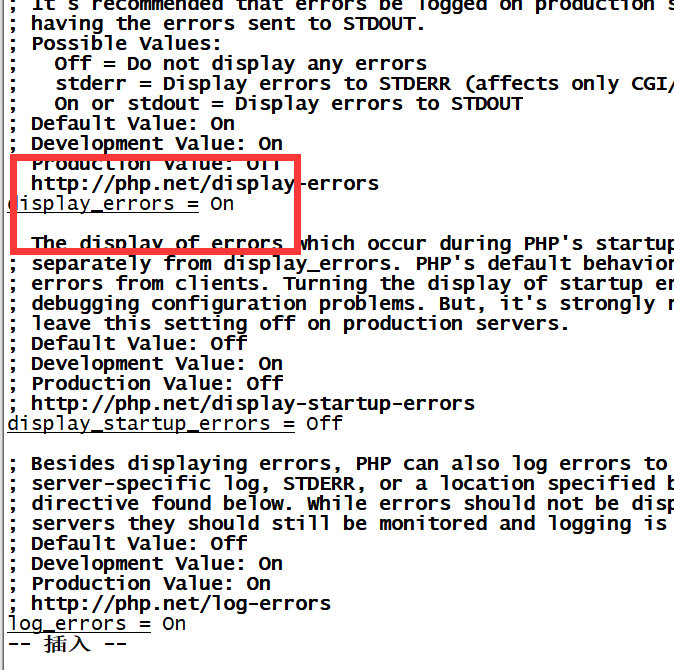 ; It's recommended that errors be logged on production s
; having the errors sent to STDOUT.
; Possible Values:
;   Off = Do not display any errors
;   stderr = Display errors to STDERR (affects only CGI/
;   On or stdout = Display errors to STDOUT
; Default Value: On
; Development Value: On
Production Value: Off
http://php.net/display-errors
display_errors = On
The display of errors which occur during PHP's startup
; separately from display_errors. PHP's default behavior
; errors from clients. Turning the display of startup er
; debugging configuration problems. But, it's strongly r
; leave this setting off on production servers.
; Default Value: Off
; Development Value: On
; Production Value: Off
; http://php.net/display-startup-errors
display_startup_errors = Off
; Besides displaying errors, PHP can also log errors to
; server-specific log, STDERR, or a location specified b
; directive found below. While errors should not be disp
; servers they should still be monitored and logging is
; Default Value: Off
; Development Value: On
; Production Value: On
; http://php.net/log-errors
log_errors = On
-- 插入 --